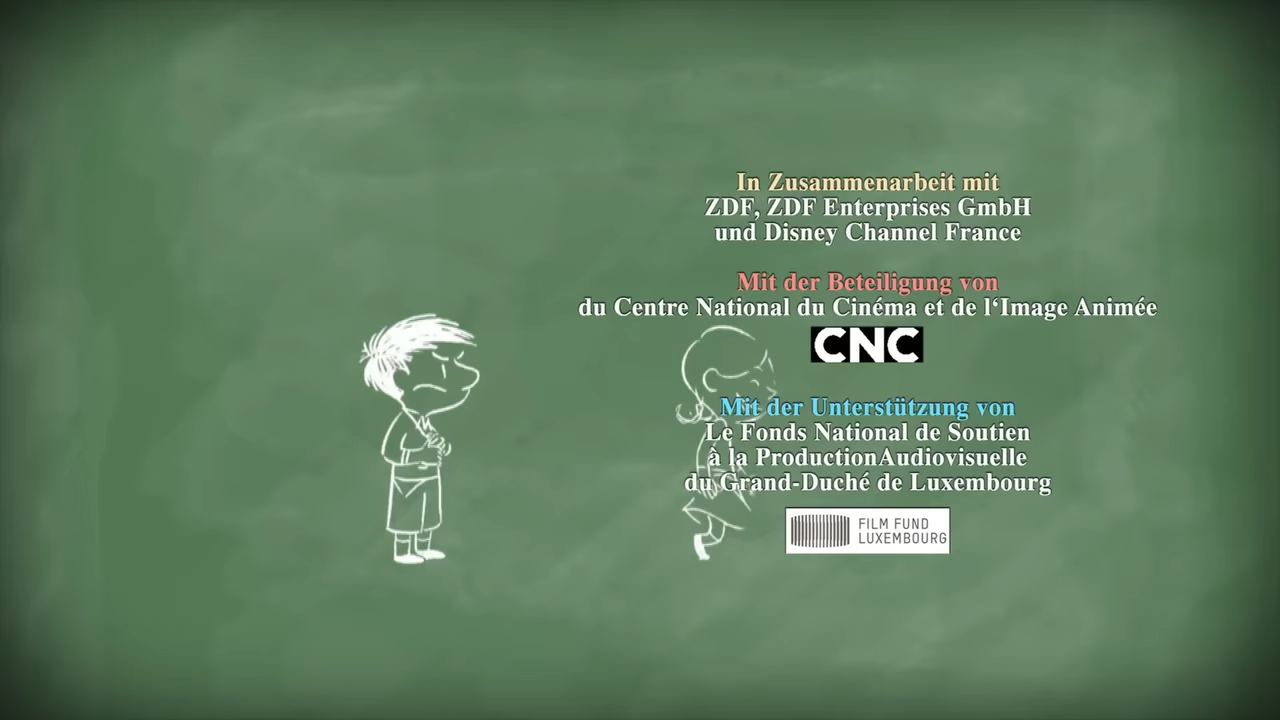 In Zusammenarbeit mit
ZDF, ZDF Enterprises GmbH
und Disney Channel France
Mit der Beteiligung von
du Centre National du Cinéma et de l‘Image Animée
CNC
Mit der Unterstützung von
Le Fonds National de Soutien
à la ProductionAudiovisuelle
du Grand-Duché de Luxembourg
FILM FUND
LUXEMBOURG